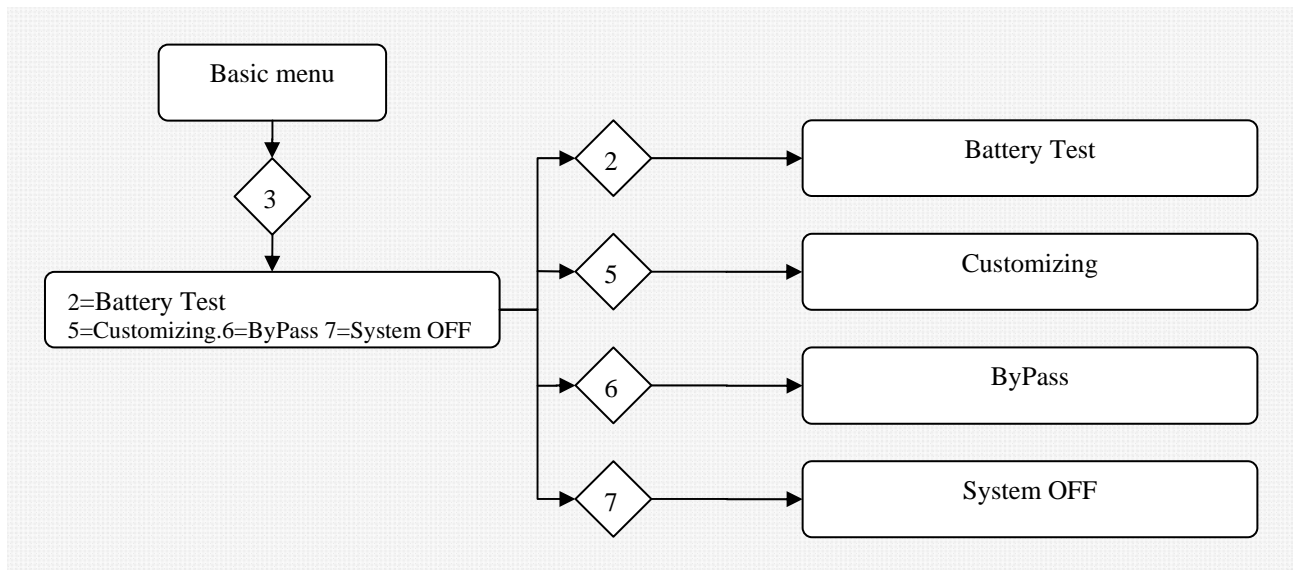 Basic menu
3
2=Battery Test
5=Customizing.6=ByPass 7=System OFF
2
Battery Test
5
Customizing
6
ByPass
7
System OFF